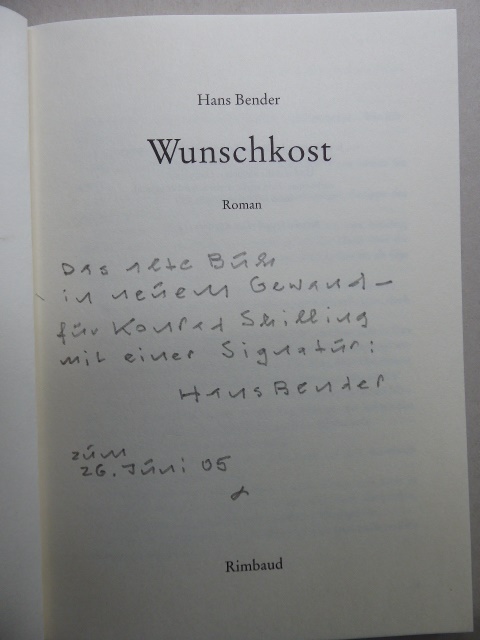 Hans Bender
Wunschkost
Roman
Das alte Buch
in neuem Gewand –
für Konrad Schilling
mit einer Signatur:
Hans Bender
zum
26. Juni 05
Rimbaud